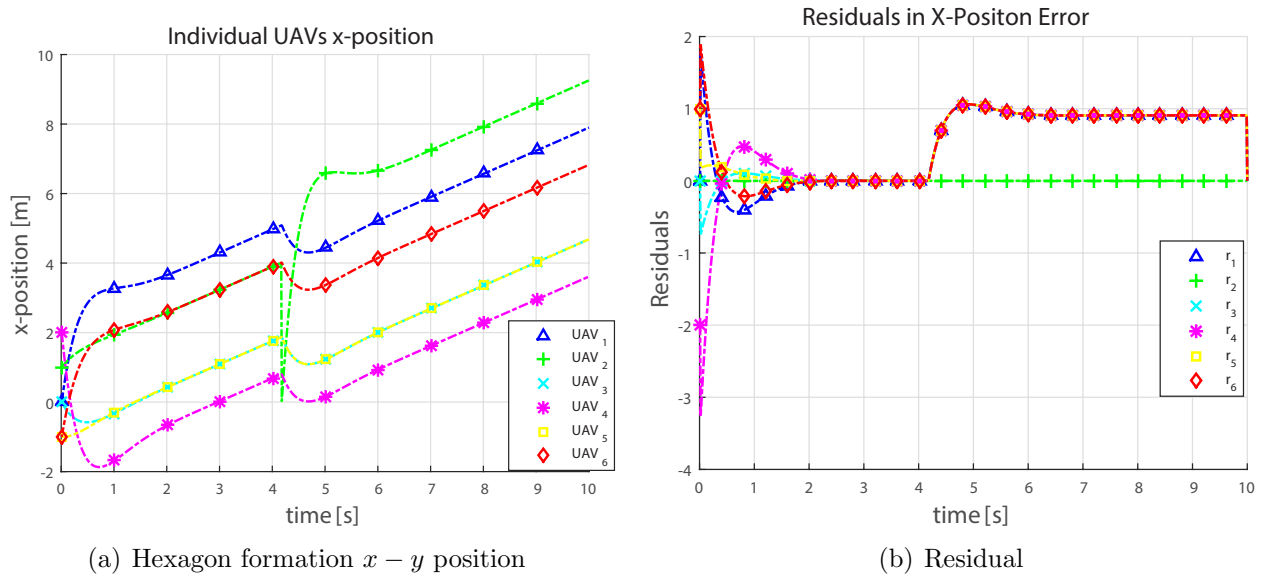 Individual UAVs x-position
10
8
6
4
2
0
-2
x-position [m]
0 1 2 3 4 5 6 7 8 9 10
time [s]
UAV 1
UAV 2
UAV 3
UAV 4
UAV 5
UAV 6
(a) Hexagon formation x − y position
Residuals in X-Positon Error
2
1
0
-1
-2
-3
-4
Residuals
0 1 2 3 4 5 6 7 8 9 10
time [s]
r1
r2
r3
r4
r5
r6
(b) Residual